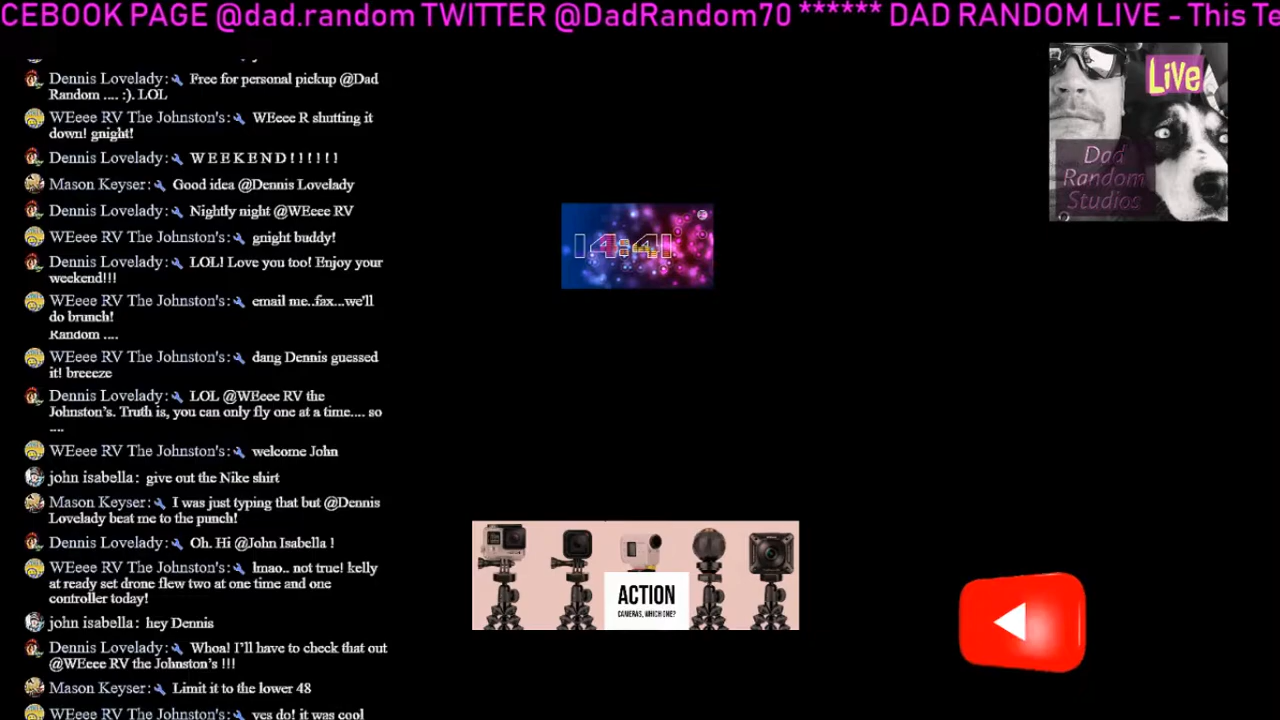 CEBOOK PAGE @dad.random TWITTER @DadRandom70 ****** DAD RANDOM LIVE - This Te
Dennis Lovelady: Free for personal pickup @Dad
Random .... :). LOL
WEeee RV The Johnston's: WEeee R shutting it
down! gnight!
Dennis Lovelady: W E E K E N D ! ! ! ! ! !
Mason Keyser: Good idea @Dennis Lovelady
Dennis Lovelady: Nightly night @WEeee RV
WEeee RV The Johnston's: gnight buddy!
Dennis Lovelady: LOL! Love you too! Enjoy your
weekend!!!
WEeee RV The Johnston's: email me..fax...we'll
do brunch!
Random ....
WEeee RV The Johnston's: dang Dennis guessed
it! breeeze
Dennis Lovelady: LOL @WEeee RV the
Johnston's. Truth is, you can only fly one at a time.... so
....
WEeee RV The Johnston's: welcome John
john isabella: give out the Nike shirt
Mason Keyser: I was just typing that but @Dennis
Lovelady beat me to the punch!
Dennis Lovelady: Oh. Hi @John Isabella !
WEeee RV The Johnston's: lmao.. not true! kelly
at ready set drone flew two at one time and one
controller today!
john isabella: hey Dennis
Dennis Lovelady: Whoa! I'll have to check that out
@WEeee RV the Johnston's !!!
Mason Keyser: Limit it to the lower 48
WEeee RV The Johnston's: yes do! it was cool
14:41
ACTION
CAMERAS, WHICH ONE?
LiVe
Dad
Random
Studios